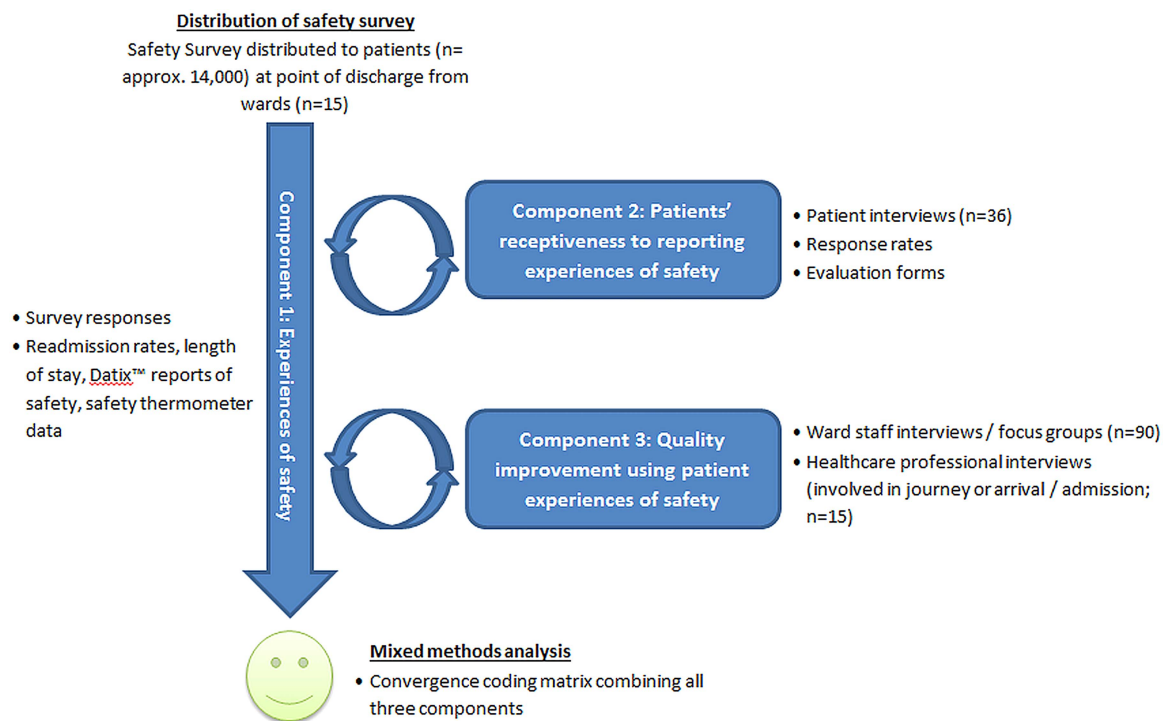 Distribution of safety survey
Safety Survey distributed to patients (n=
approx. 14,000) at point of discharge from
wards (n=15)
Component 1: Experiences of safety
• Survey responses
• Readmission rates, length
of stay, Datix™ reports of
safety, safety thermometer
data
Component 2: Patients’
receptiveness to reporting
experiences of safety
• Patient interviews (n=36)
• Response rates
• Evaluation forms
Component 3: Quality
improvement using patient
experiences of safety
• Ward staff interviews / focus groups (n=90)
• Healthcare professional interviews
(involved in journey or arrival / admission;
n=15)
Mixed methods analysis
• Convergence coding matrix combining all
three components